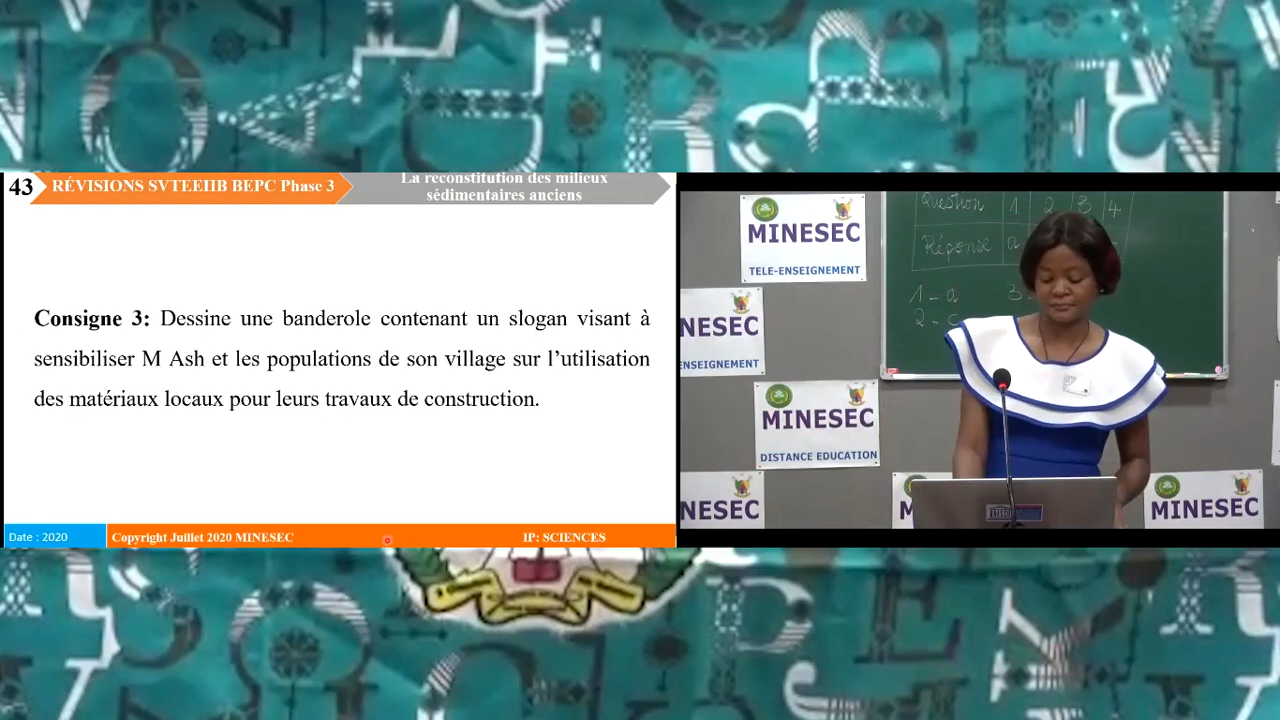 43
RÉVISIONS SVTEEHB BEPC Phase 3
La reconstitution des milieux
sédimentaires anciens
Consigne 3: Dessine une banderole contenant un slogan visant à
sensibiliser M Ash et les populations de son village sur l’utilisation
des matériaux locaux pour leurs travaux de construction.
Date : 2020
Copyright Juillet 2020 MINESEC
IP: SCIENCES
MINESEC
TELE-ENSEIGNEMENT
NESEC
ENSEIGNEMENT
MINESEC
DISTANCE EDUCATION
NESEC
M
MINESEC
Question 1 2 3 4
Réponse a
1 - a 3
2 - c